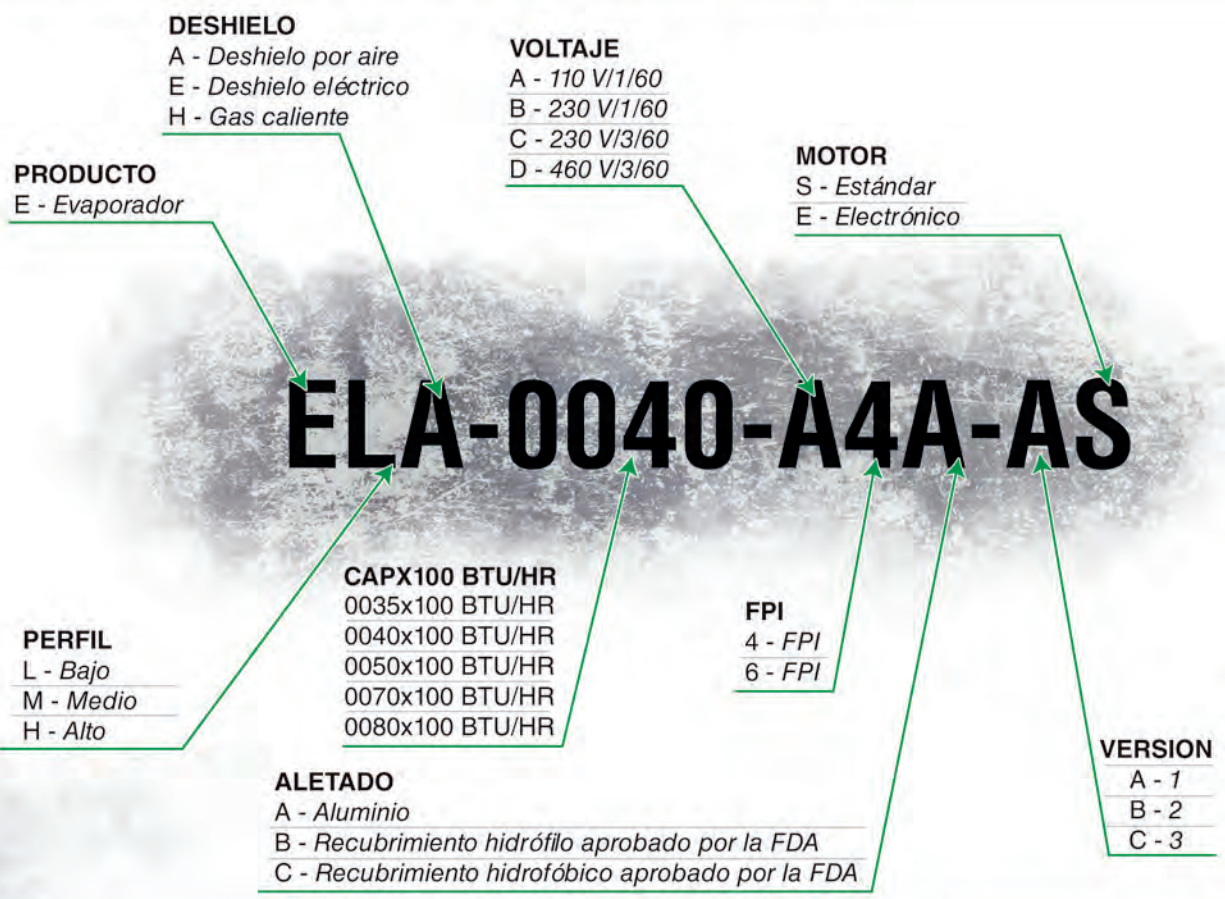 DESHIELO
A - Deshielo por aire
E - Deshielo eléctrico
H - Gas caliente
VOLTAJE
A - 110 V/1/60
B - 230 V/1/60
C - 230 V/3/60
D - 460 V/3/60
MOTOR
S - Estándar
E - Electrónico
PRODUCTO
E - Evaporador
ELA-0040-A4A-AS
PERFIL
L - Bajo
M - Medio
H - Alto
CAPX100 BTU/HR
0035x100 BTU/HR
0040x100 BTU/HR
0050x100 BTU/HR
0070x100 BTU/HR
0080x100 BTU/HR
FPI
4 - FPI
6 - FPI
ALETADO
A - Aluminio
B - Recubrimiento hidrófilo aprobado por la FDA
C - Recubrimiento hidrofóbico aprobado por la FDA
VERSION
A - 1
B - 2
C - 3